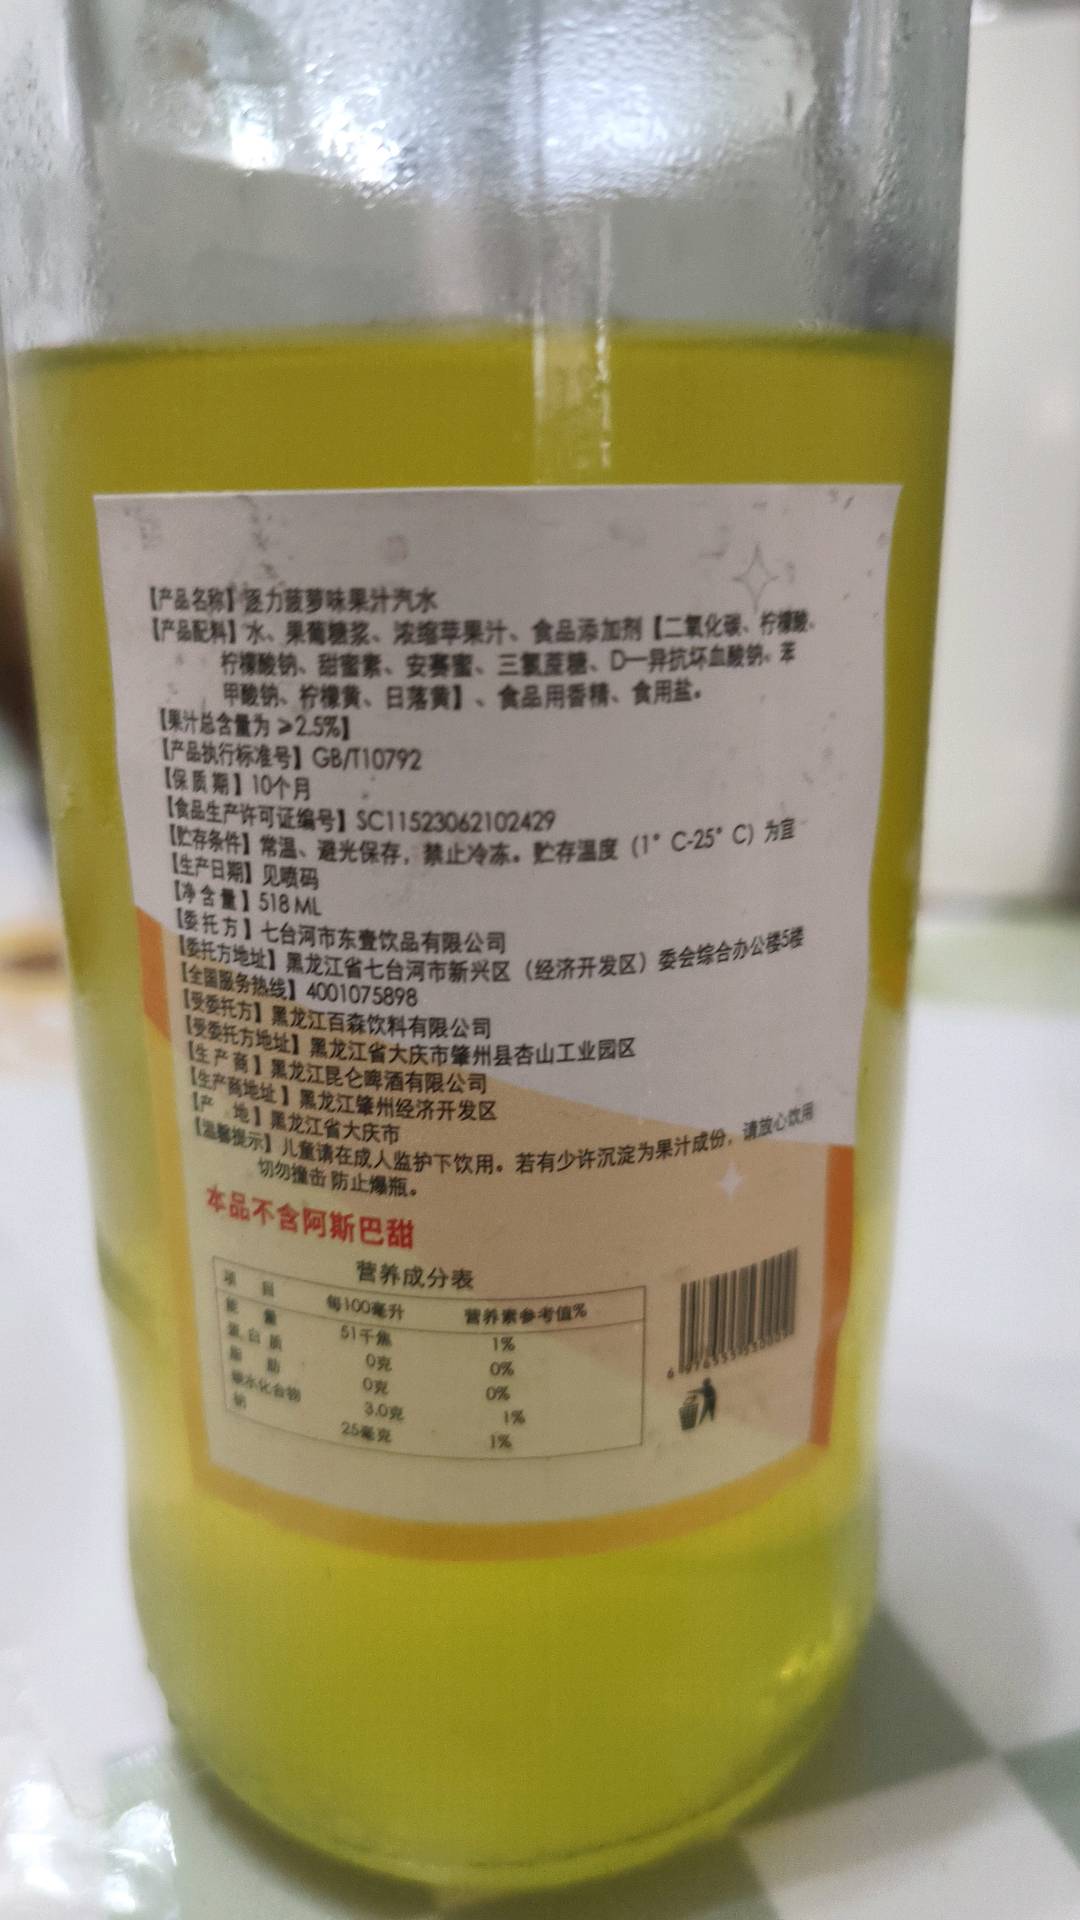 【产品名称】逐力菠萝味果汁汽水
【产品配料】水、果葡糖浆、浓缩苹果汁、食品添加剂【二氧化碳、柠檬酸、
柠檬酸钠、甜蜜素、安赛蜜、三氯蔗糖、D一异抗坏血酸钠、苯
甲酸钠、柠檬黄、日落黄】、食品用香精、食用盐。
【果汁总含量为≥2.5%】
【产品执行标准号】GB/T10792
【保质期】10个月
【食品生产许可证编号】SC11523062102429
【贮存条件】常温、避光保存，禁止冷冻。贮存温度（1°C-25°C）为宜
【生产日期】见喷码
【净含量】518ML
【委托方】七台河市东壹饮品有限公司
【委托方地址】黑龙江省七台河市新兴区（经济开发区）委会综合办公楼5楼
【全国服务热线】4001075898
【受委托方】黑龙江百森饮料有限公司
【受委托方地址】黑龙江省大庆市肇州县杏山工业园区
【生产商】黑龙江昆仑啤酒有限公司
【生产商地址】黑龙江肇州经济开发区
【产 地】黑龙江省大庆市
【温馨提示】儿童请在成人监护下饮用。若有少许沉淀为果汁成份，请放心饮用
切勿撞击 防止爆瓶。
本品不含阿斯巴甜
营养成分表
项 目 每100毫升 营养素参考值%
能 量 51千焦 1%
蛋白质 0克 0%
脂 肪 0克 0%
碳水化合物 3.0克 1%
钠 25毫克 1%